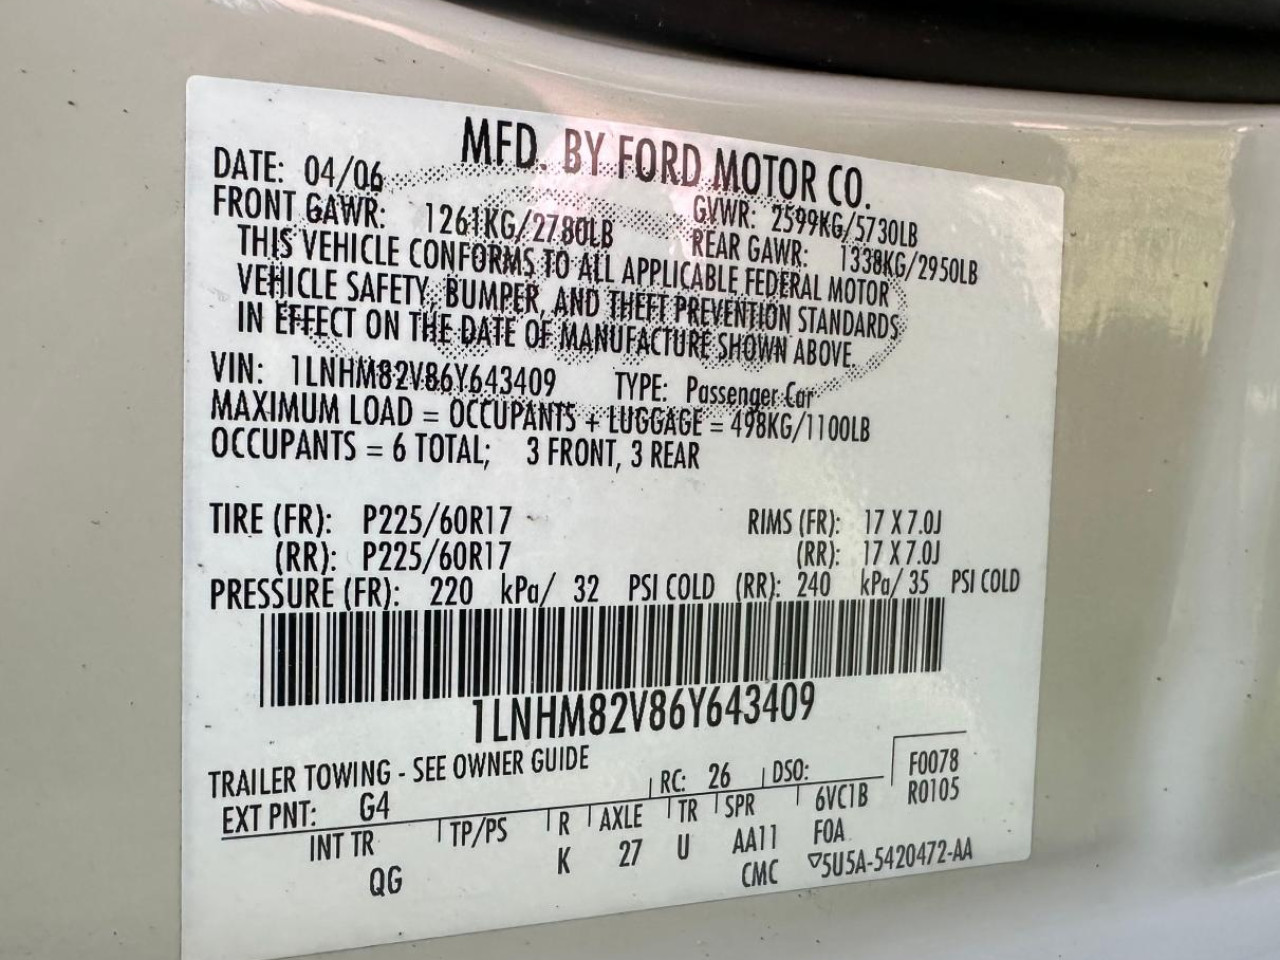 MFD. BY FORD MOTOR CO.
DATE: 04/06 GVWR: 2599KG/5730LB
FRONT GAWR: 1261KG/2780LB REAR GAWR: 1338KG/2950LB
THIS VEHICLE CONFORMS TO ALL APPLICABLE FEDERAL MOTOR
VEHICLE SAFETY, BUMPER, AND THEFT PREVENTION STANDARDS
IN EFFECT ON THE DATE OF MANUFACTURE SHOWN ABOVE.
VIN: 1LNHM82V86Y643409 TYPE: Passenger Car
MAXIMUM LOAD = OCCUPANTS + LUGGAGE = 498KG/1100LB
OCCUPANTS = 6 TOTAL; 3 FRONT, 3 REAR
TIRE (FR): P225/60R17 RIMS (FR): 17 X 7.0J
(RR): P225/60R17 (RR): 17 X 7.0J
PRESSURE (FR): 220 kPa/ 32 PSI COLD (RR): 240 kPa/ 35 PSI COLD
1LNHM82V86Y643409
TRAILER TOWING - SEE OWNER GUIDE
EXT PNT: G4 RC: 26 DSO: F0078
INT TR TP/PS R AXLE TR SPR 6VC1B R0105
QG K 27 U AA11 FOA
CMC ▽5U5A-5420472-AA